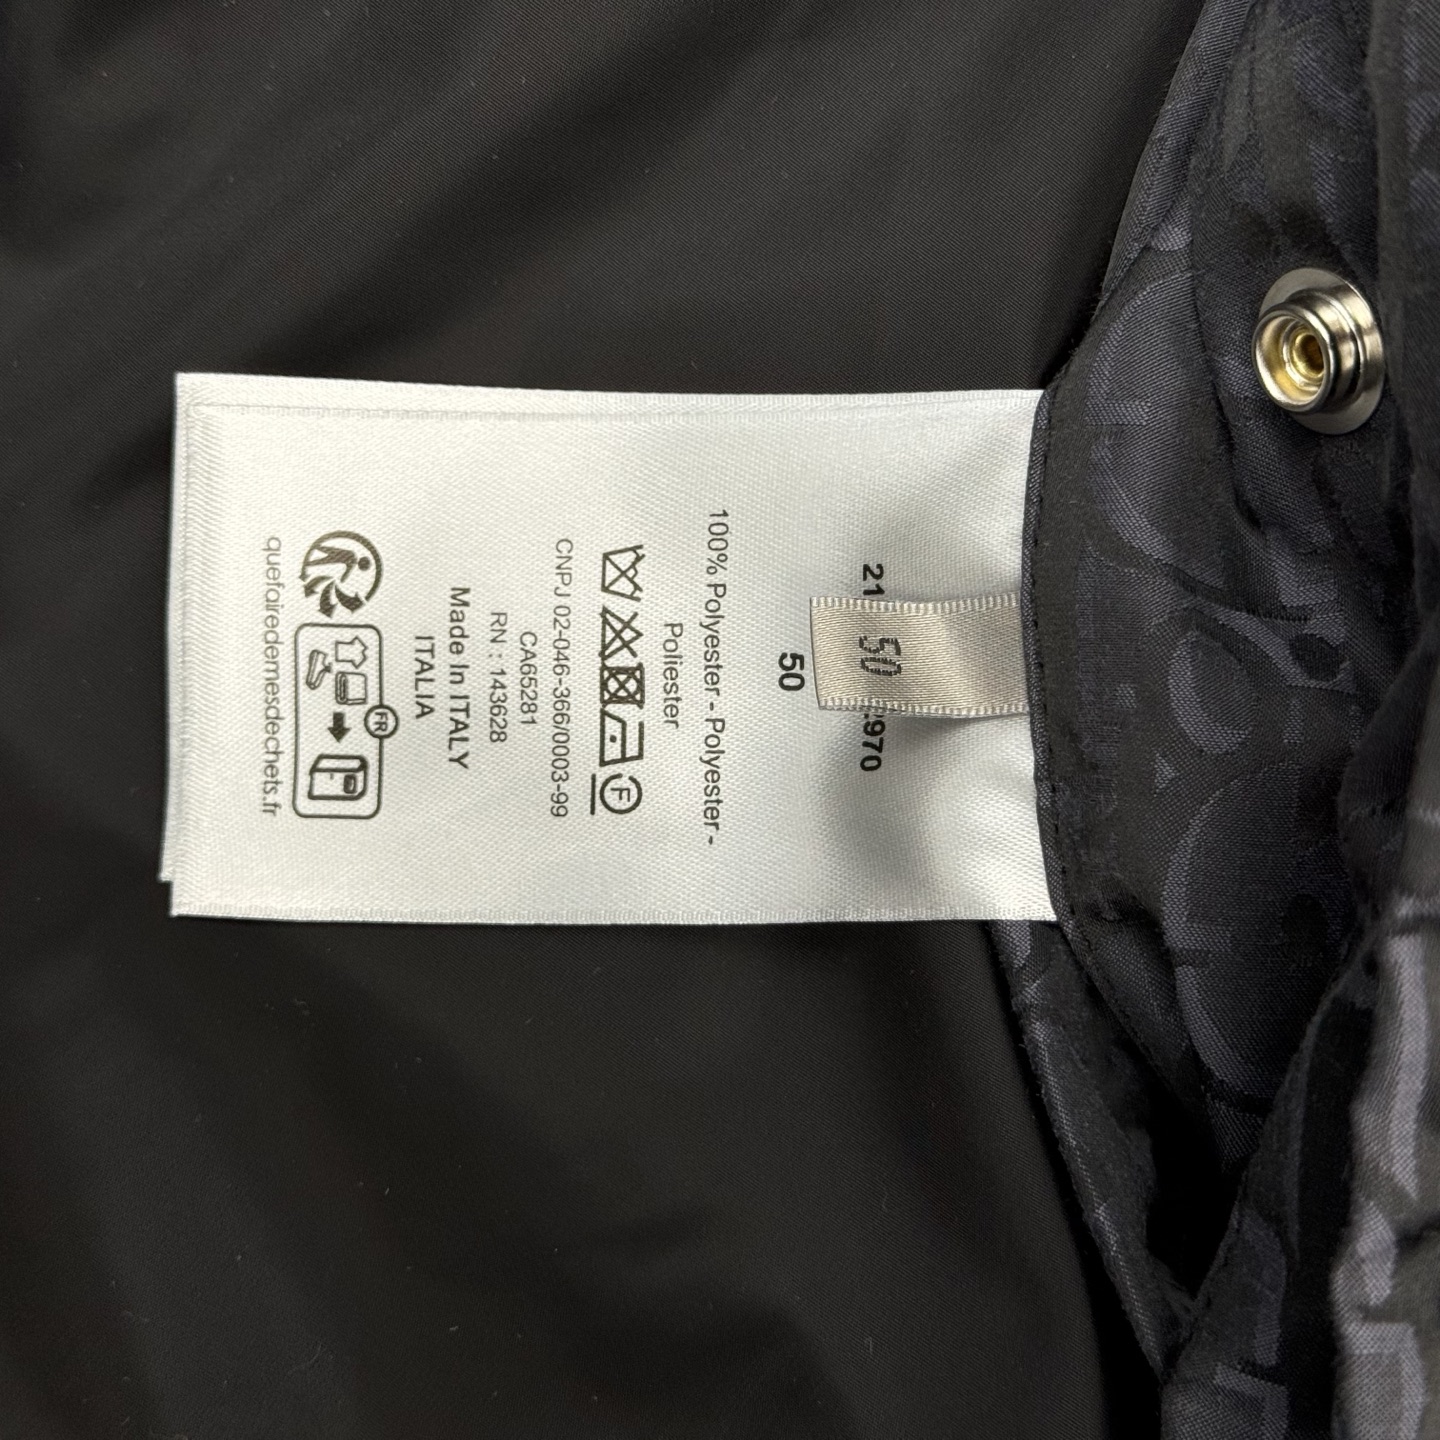 50
21 970
50
100% Polyester - Polyester -
Poliester
F
CNPJ 02-046-366/0003-99
CA65281
RN : 143628
Made In ITALY
ITALIA
FR
quefairedemesdechets.fr